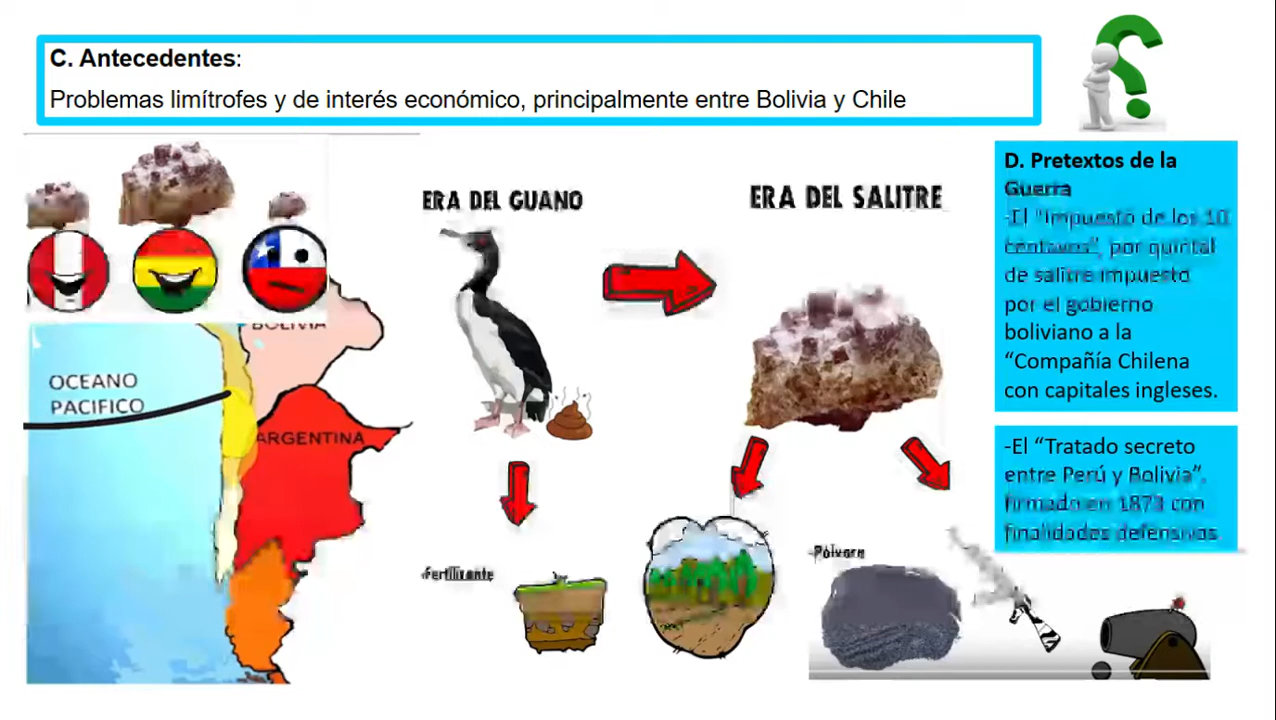 C. Antecedentes:
Problemas limítrofes y de interés económico, principalmente entre Bolivia y Chile
ERA DEL GUANO
ERA DEL SALITRE
BOLIVIA
OCEANO
PACIFICO
ARGENTINA
-Fertilizante
-Pólvora
D. Pretextos de la
Guerra
-El “Impuesto de los 10
centavos”, por quintal
de salitre impuesto
por el gobierno
boliviano a la
“Compañía Chilena
con capitales ingleses.
-El “Tratado secreto
entre Perú y Bolivia”,
firmado en 1873 con
finalidades defensivas